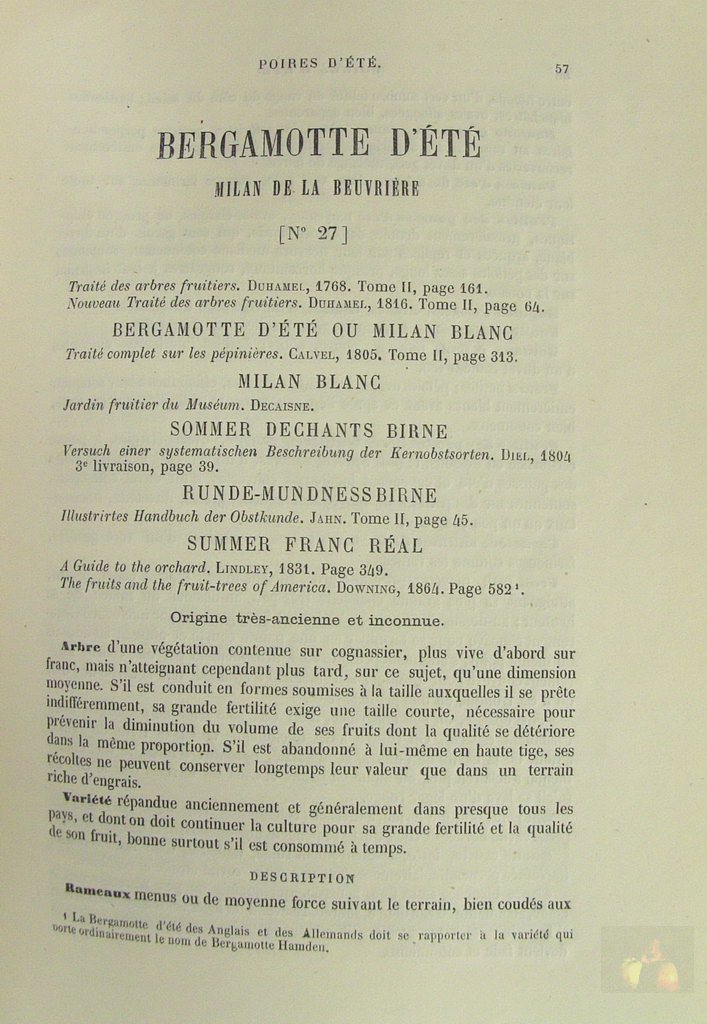 POIRES D'ÉTÉ.
57
BERGAMOTTE D'ÉTÉ
MILAN DE LA BEUVRIÈRE
[N° 27]
Traité des arbres fruitiers. DUHAMEL, 1768. Tome II, page 161.
Nouveau Traité des arbres fruitiers. DUHAMEL, 1816. Tome II, page 64.
BERGAMOTTE D'ÉTÉ OU MILAN BLANC
Traité complet sur les pépinières. CALVEL, 1805. Tome II, page 313.
MILAN BLANC
Jardin fruitier du Muséum. DECAISNE.
SOMMER DECHANTS BIRNE
Versuch einer systematischen Beschreibung der Kernobstsorten. DIEL, 1804
3e livraison, page 39.
RUNDE-MUNDNESSBIRNE
Illustrirtes Handbuch der Obstkunde. JAHN. Tome II, page 45.
SUMMER FRANC RÉAL
A Guide to the orchard. LINDLEY, 1831. Page 349.
The fruits and the fruit-trees of America. DOWNING, 1864. Page 582¹.
Origine très-ancienne et inconnue.
Arbre d'une végétation contenue sur cognassier, plus vive d'abord sur
franc, mais n'atteignant cependant plus tard, sur ce sujet, qu'une dimension
moyenne. S'il est conduit en formes soumises à la taille auxquelles il se prête
indifféremment, sa grande fertilité exige une taille courte, nécessaire pour
prévenir la diminution du volume de ses fruits dont la qualité se détériore
dans la même proportion. S'il est abandonné à lui-même en haute tige, ses
récoltes ne peuvent conserver longtemps leur valeur que dans un terrain
riche d'engrais.
Variété répandue anciennement et généralement dans presque tous les
pays, et dont on doit continuer la culture pour sa grande fertilité et la qualité
de son fruit, bonne surtout s'il est consommé à temps.
DESCRIPTION
Rameaux menus ou de moyenne force suivant le terrain, bien coudés aux
¹ La Bergamotte d'été des Anglais et des Allemands doit se rapporter à la variété qui
porte ordinairement le nom de Bergamotte Hamden.